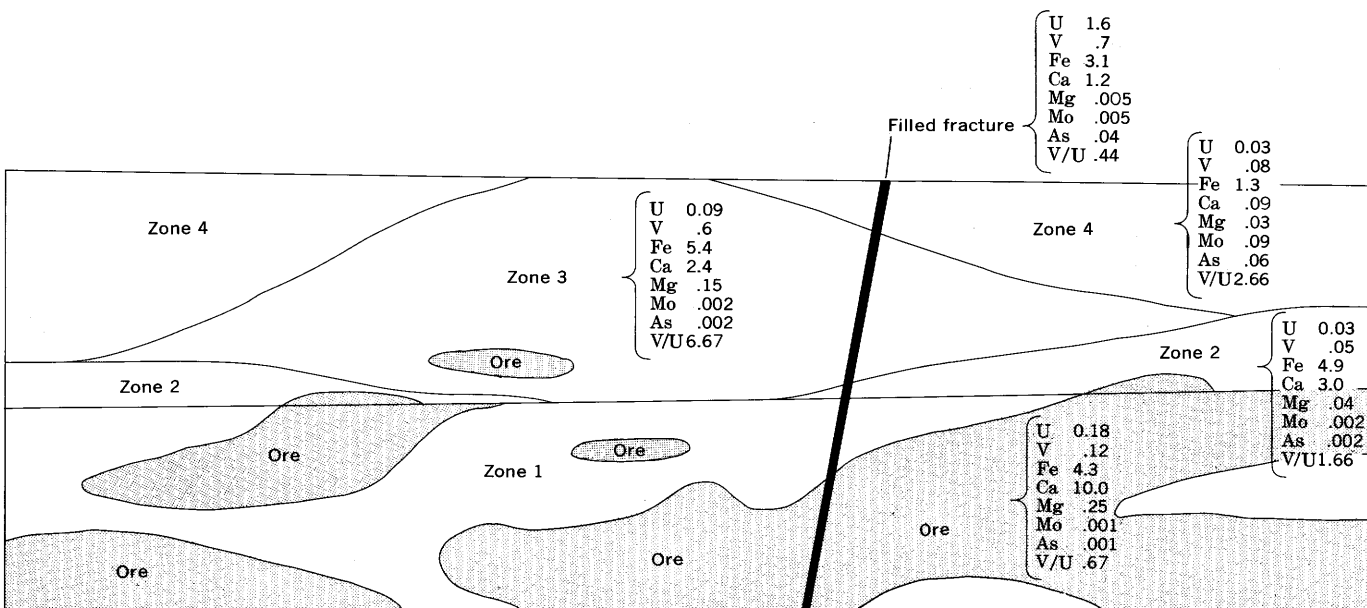 U 1.6
V .7
Fe 3.1
Ca 1.2
Mg .005
Mo .005
As .04
V/U .44
Filled fracture
U 0.03
V .08
Fe 1.3
Ca .09
Mg .03
Mo .09
As .06
V/U 2.66
Zone 4
Zone 3
U 0.09
V .6
Fe 5.4
Ca 2.4
Mg .15
Mo .002
As .002
V/U 6.67
Zone 4
Ore
Zone 2
Zone 2
U 0.03
V .05
Fe 4.9
Ca 3.0
Mg .04
Mo .002
As .002
V/U 1.66
Ore
Zone 1
Ore
U 0.18
V .12
Fe 4.3
Ca 10.0
Mg .25
Mo .001
As .001
V/U .67
Ore
Ore
Ore